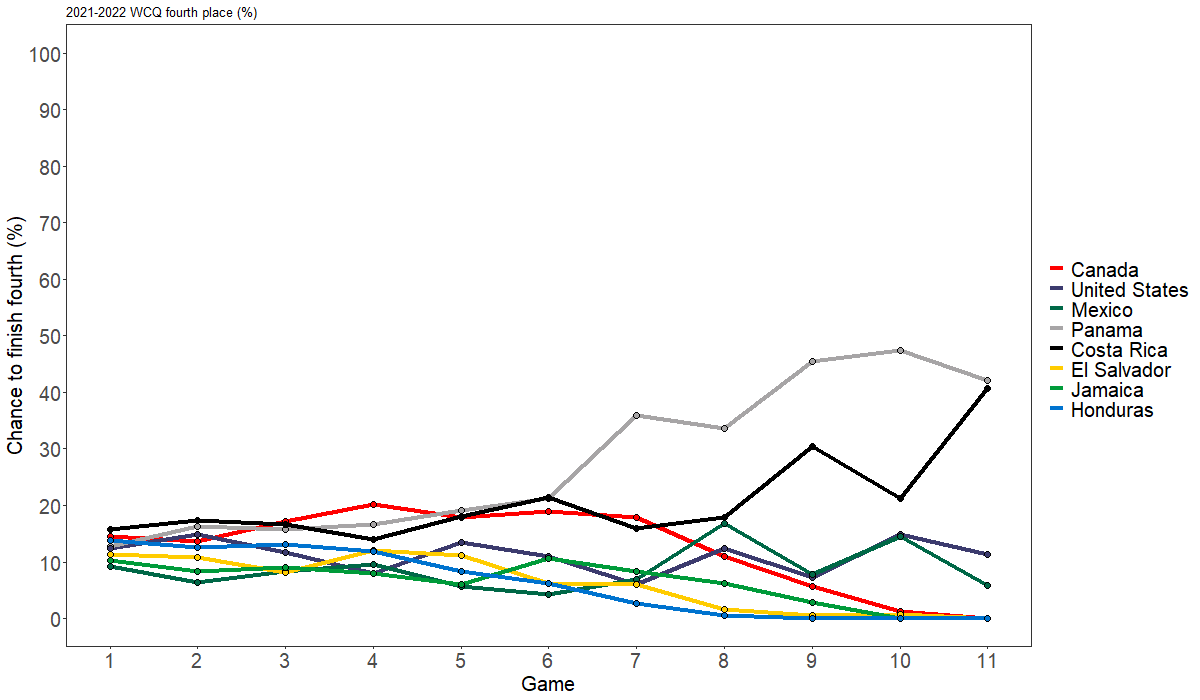 2021-2022 WCQ fourth place (%)
Chance to finish fourth (%)
100
90
80
70
60
50
40
30
20
10
0
1 2 3 4 5 6 7 8 9 10 11
Game
Canada
United States
Mexico
Panama
Costa Rica
El Salvador
Jamaica
Honduras